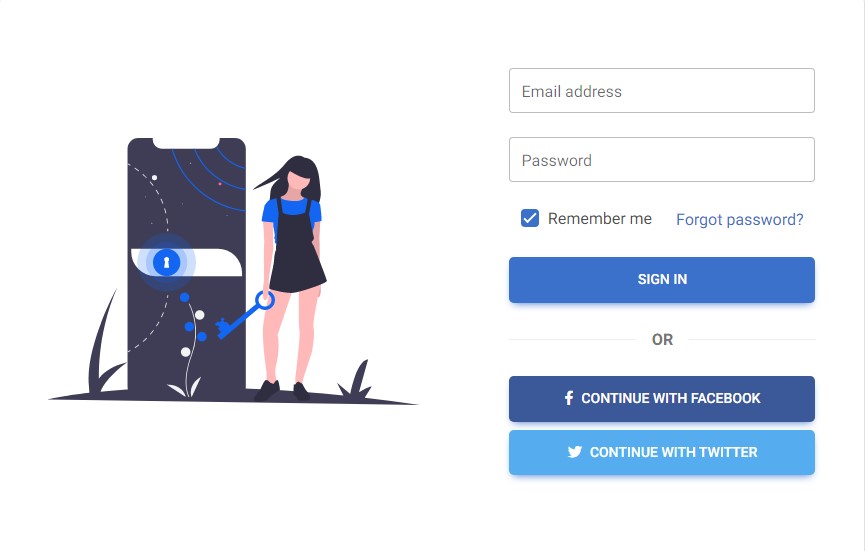 Email address
Password
Remember me Forgot password?
SIGN IN
OR
CONTINUE WITH FACEBOOK
CONTINUE WITH TWITTER